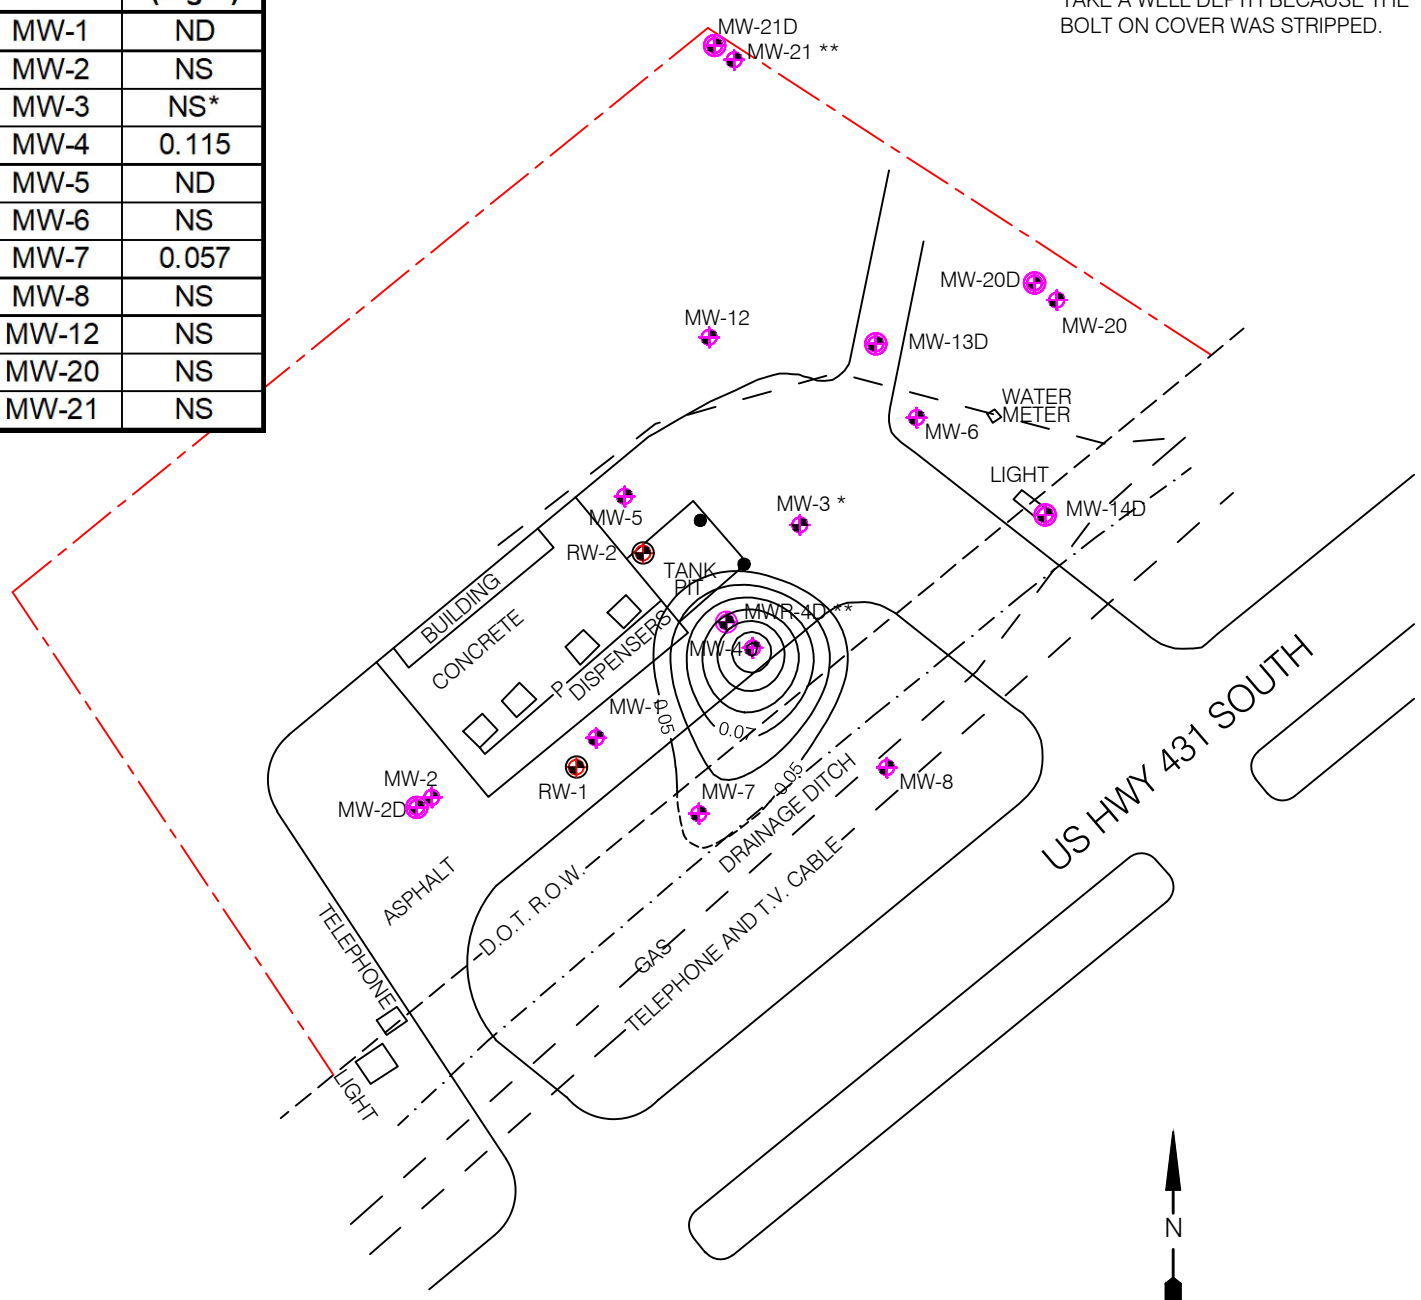 TAKE A WELL DEPTH BECAUSE THE
BOLT ON COVER WAS STRIPPED.
MW-1 ND
MW-2 NS
MW-3 NS*
MW-4 0.115
MW-5 ND
MW-6 NS
MW-7 0.057
MW-8 NS
MW-12 NS
MW-20 NS
MW-21 NS
MW-21D
MW-21 **
MW-20D
MW-20
MW-12
MW-13D
WATER
METER
MW-6
LIGHT
MW-14D
MW-3 *
MW-5
RW-2
TANK
PIT
BUILDING
CONCRETE
DISPENSERS
P
MWR-4D **
MW-4
MW-1
0.05
0.07
0.05
RW-1
MW-7
MW-8
MW-2
MW-2D
DRAINAGE DITCH
US HWY 431 SOUTH
ASPHALT
D.O.T. R.O.W.
TELEPHONE
GAS
TELEPHONE AND T.V. CABLE
LIGHT
N